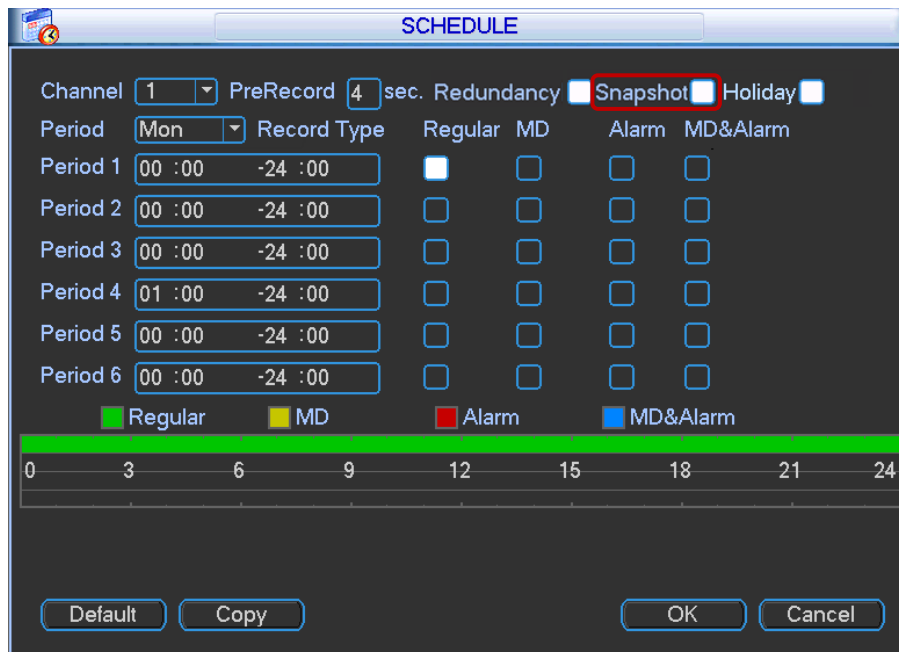 SCHEDULE
Channel 1 PreRecord 4 sec. Redundancy Snapshot Holiday
Period Mon Record Type Regular MD Alarm MD&Alarm
Period 1 00 :00 -24 :00
Period 2 00 :00 -24 :00
Period 3 00 :00 -24 :00
Period 4 01 :00 -24 :00
Period 5 00 :00 -24 :00
Period 6 00 :00 -24 :00
Regular MD Alarm MD&Alarm
0 3 6 9 12 15 18 21 24
Default Copy OK Cancel